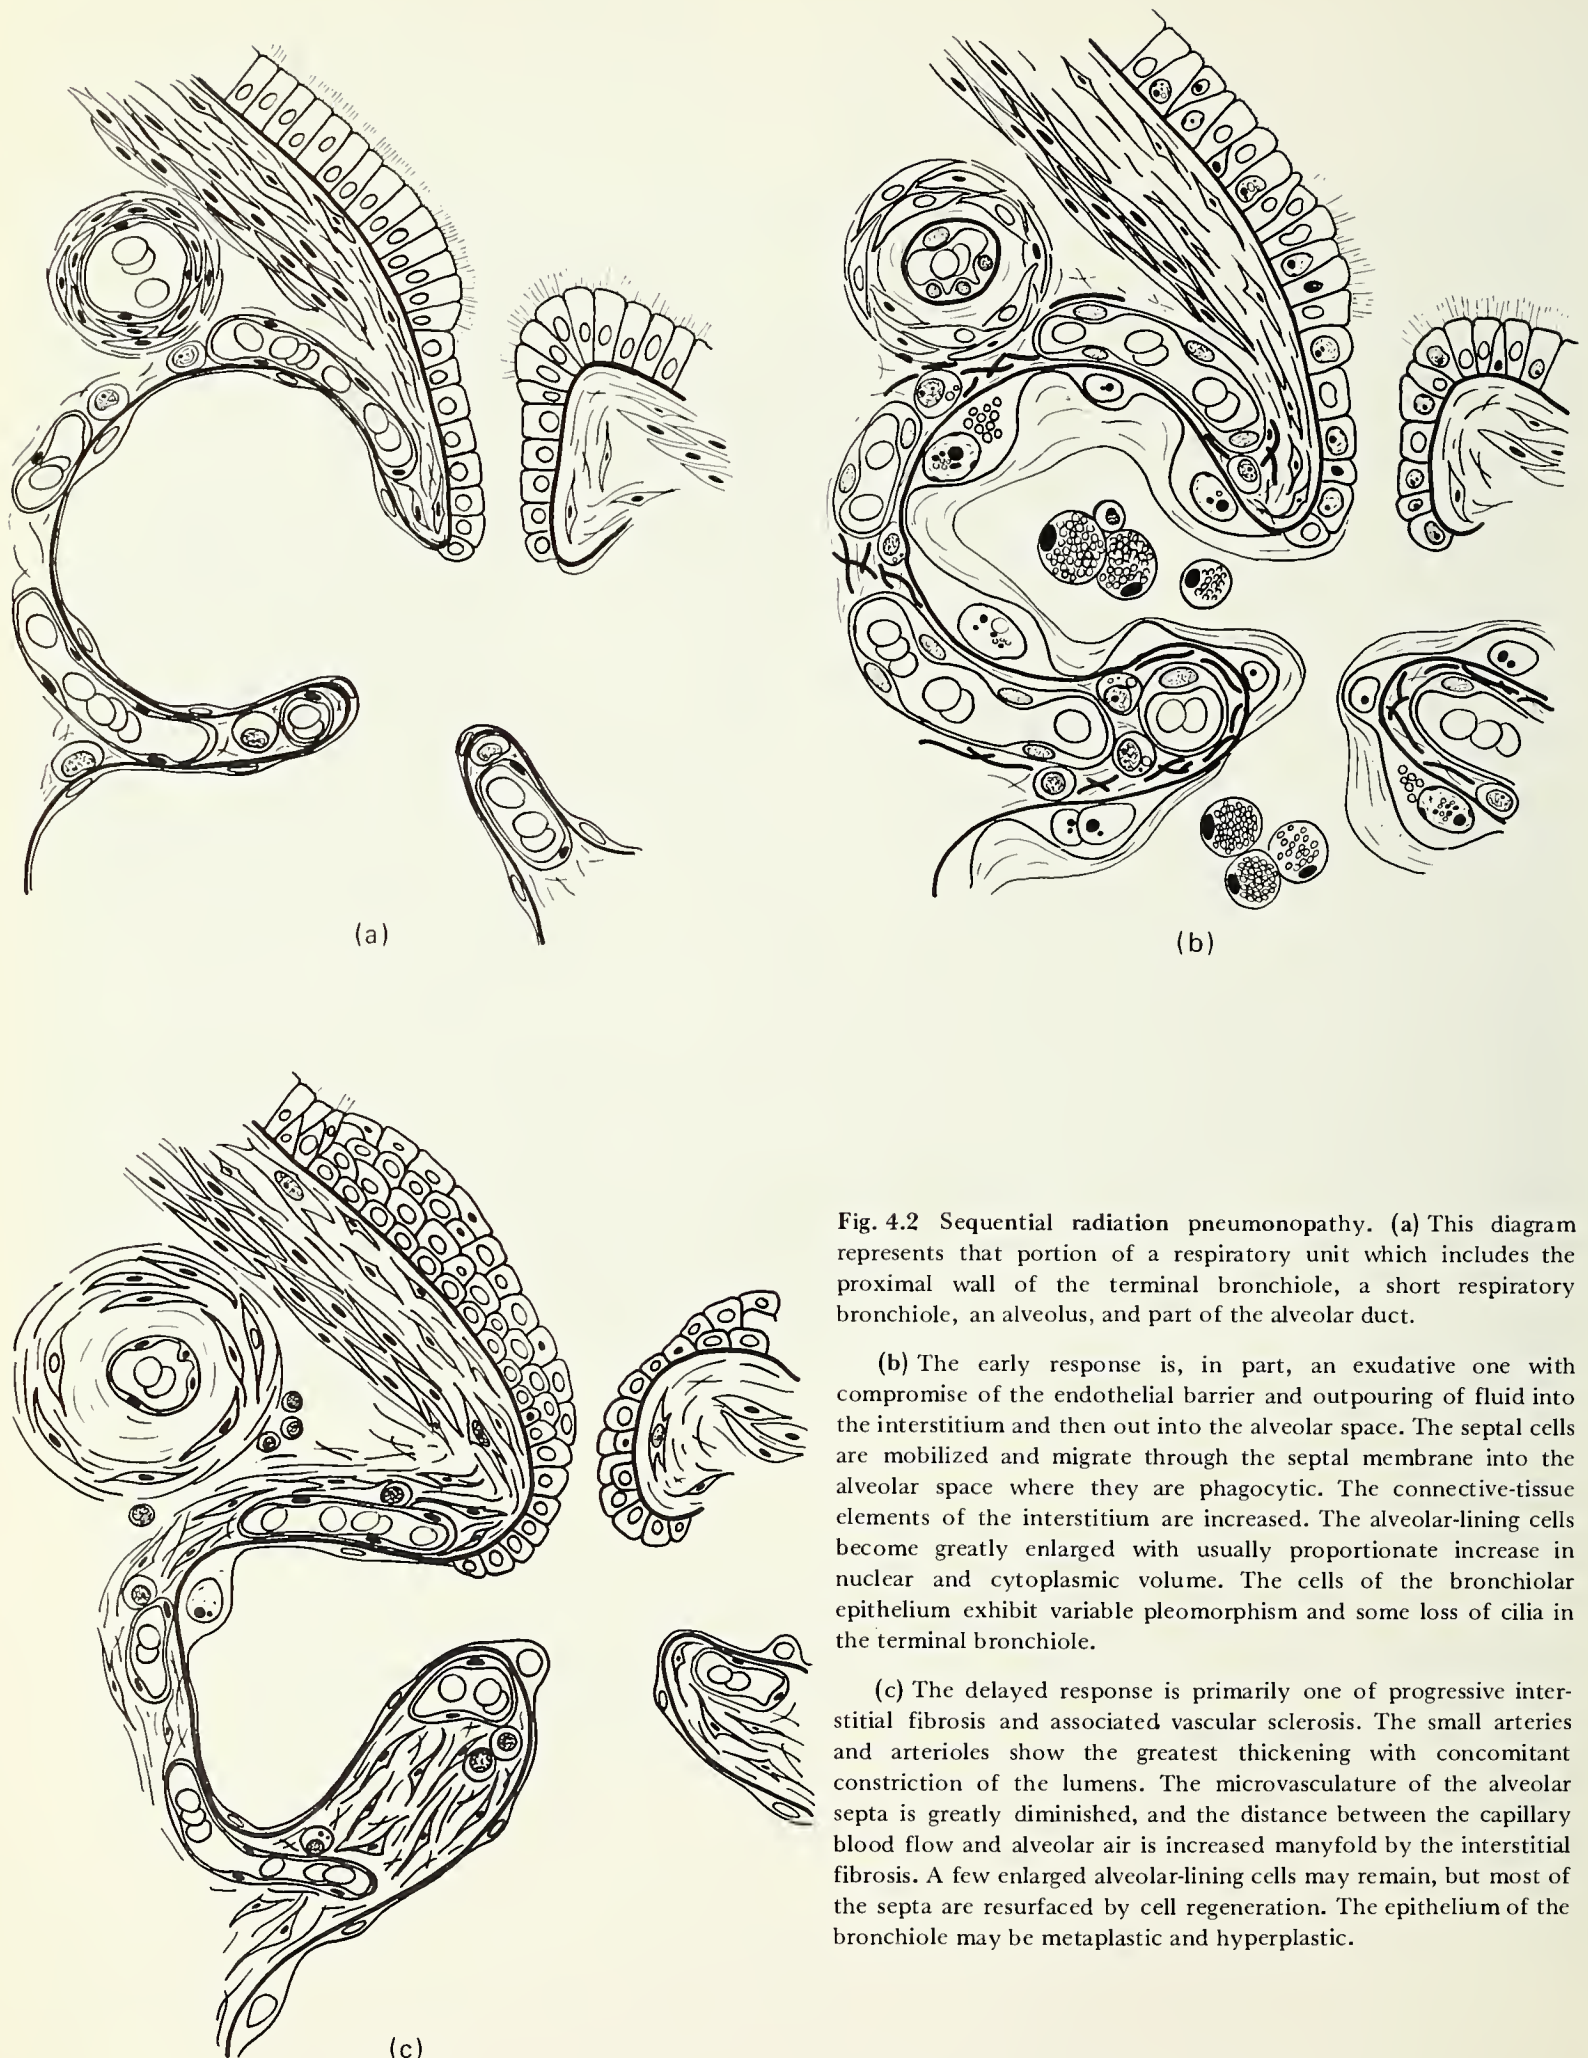 (a)
(b)
Fig. 4.2 Sequential radiation pneumonopathy. (a) This diagram
represents that portion of a respiratory unit which includes the
proximal wall of the terminal bronchiole, a short respiratory
bronchiole, an alveolus, and part of the alveolar duct.
(b) The early response is, in part, an exudative one with
compromise of the endothelial barrier and outpouring of fluid into
the interstitium and then out into the alveolar space. The septal cells
are mobilized and migrate through the septal membrane into the
alveolar space where they are phagocytic. The connective-tissue
elements of the interstitium are increased. The alveolar-lining cells
become greatly enlarged with usually proportionate increase in
nuclear and cytoplasmic volume. The cells of the bronchiolar
epithelium exhibit variable pleomorphism and some loss of cilia in
the terminal bronchiole.
(c) The delayed response is primarily one of progressive inter-
stitial fibrosis and associated vascular sclerosis. The small arteries
and arterioles show the greatest thickening with concomitant
constriction of the lumens. The microvasculature of the alveolar
septa is greatly diminished, and the distance between the capillary
blood flow and alveolar air is increased manyfold by the interstitial
fibrosis. A few enlarged alveolar-lining cells may remain, but most of
the septa are resurfaced by cell regeneration. The epithelium of the
bronchiole may be metaplastic and hyperplastic.
(c)